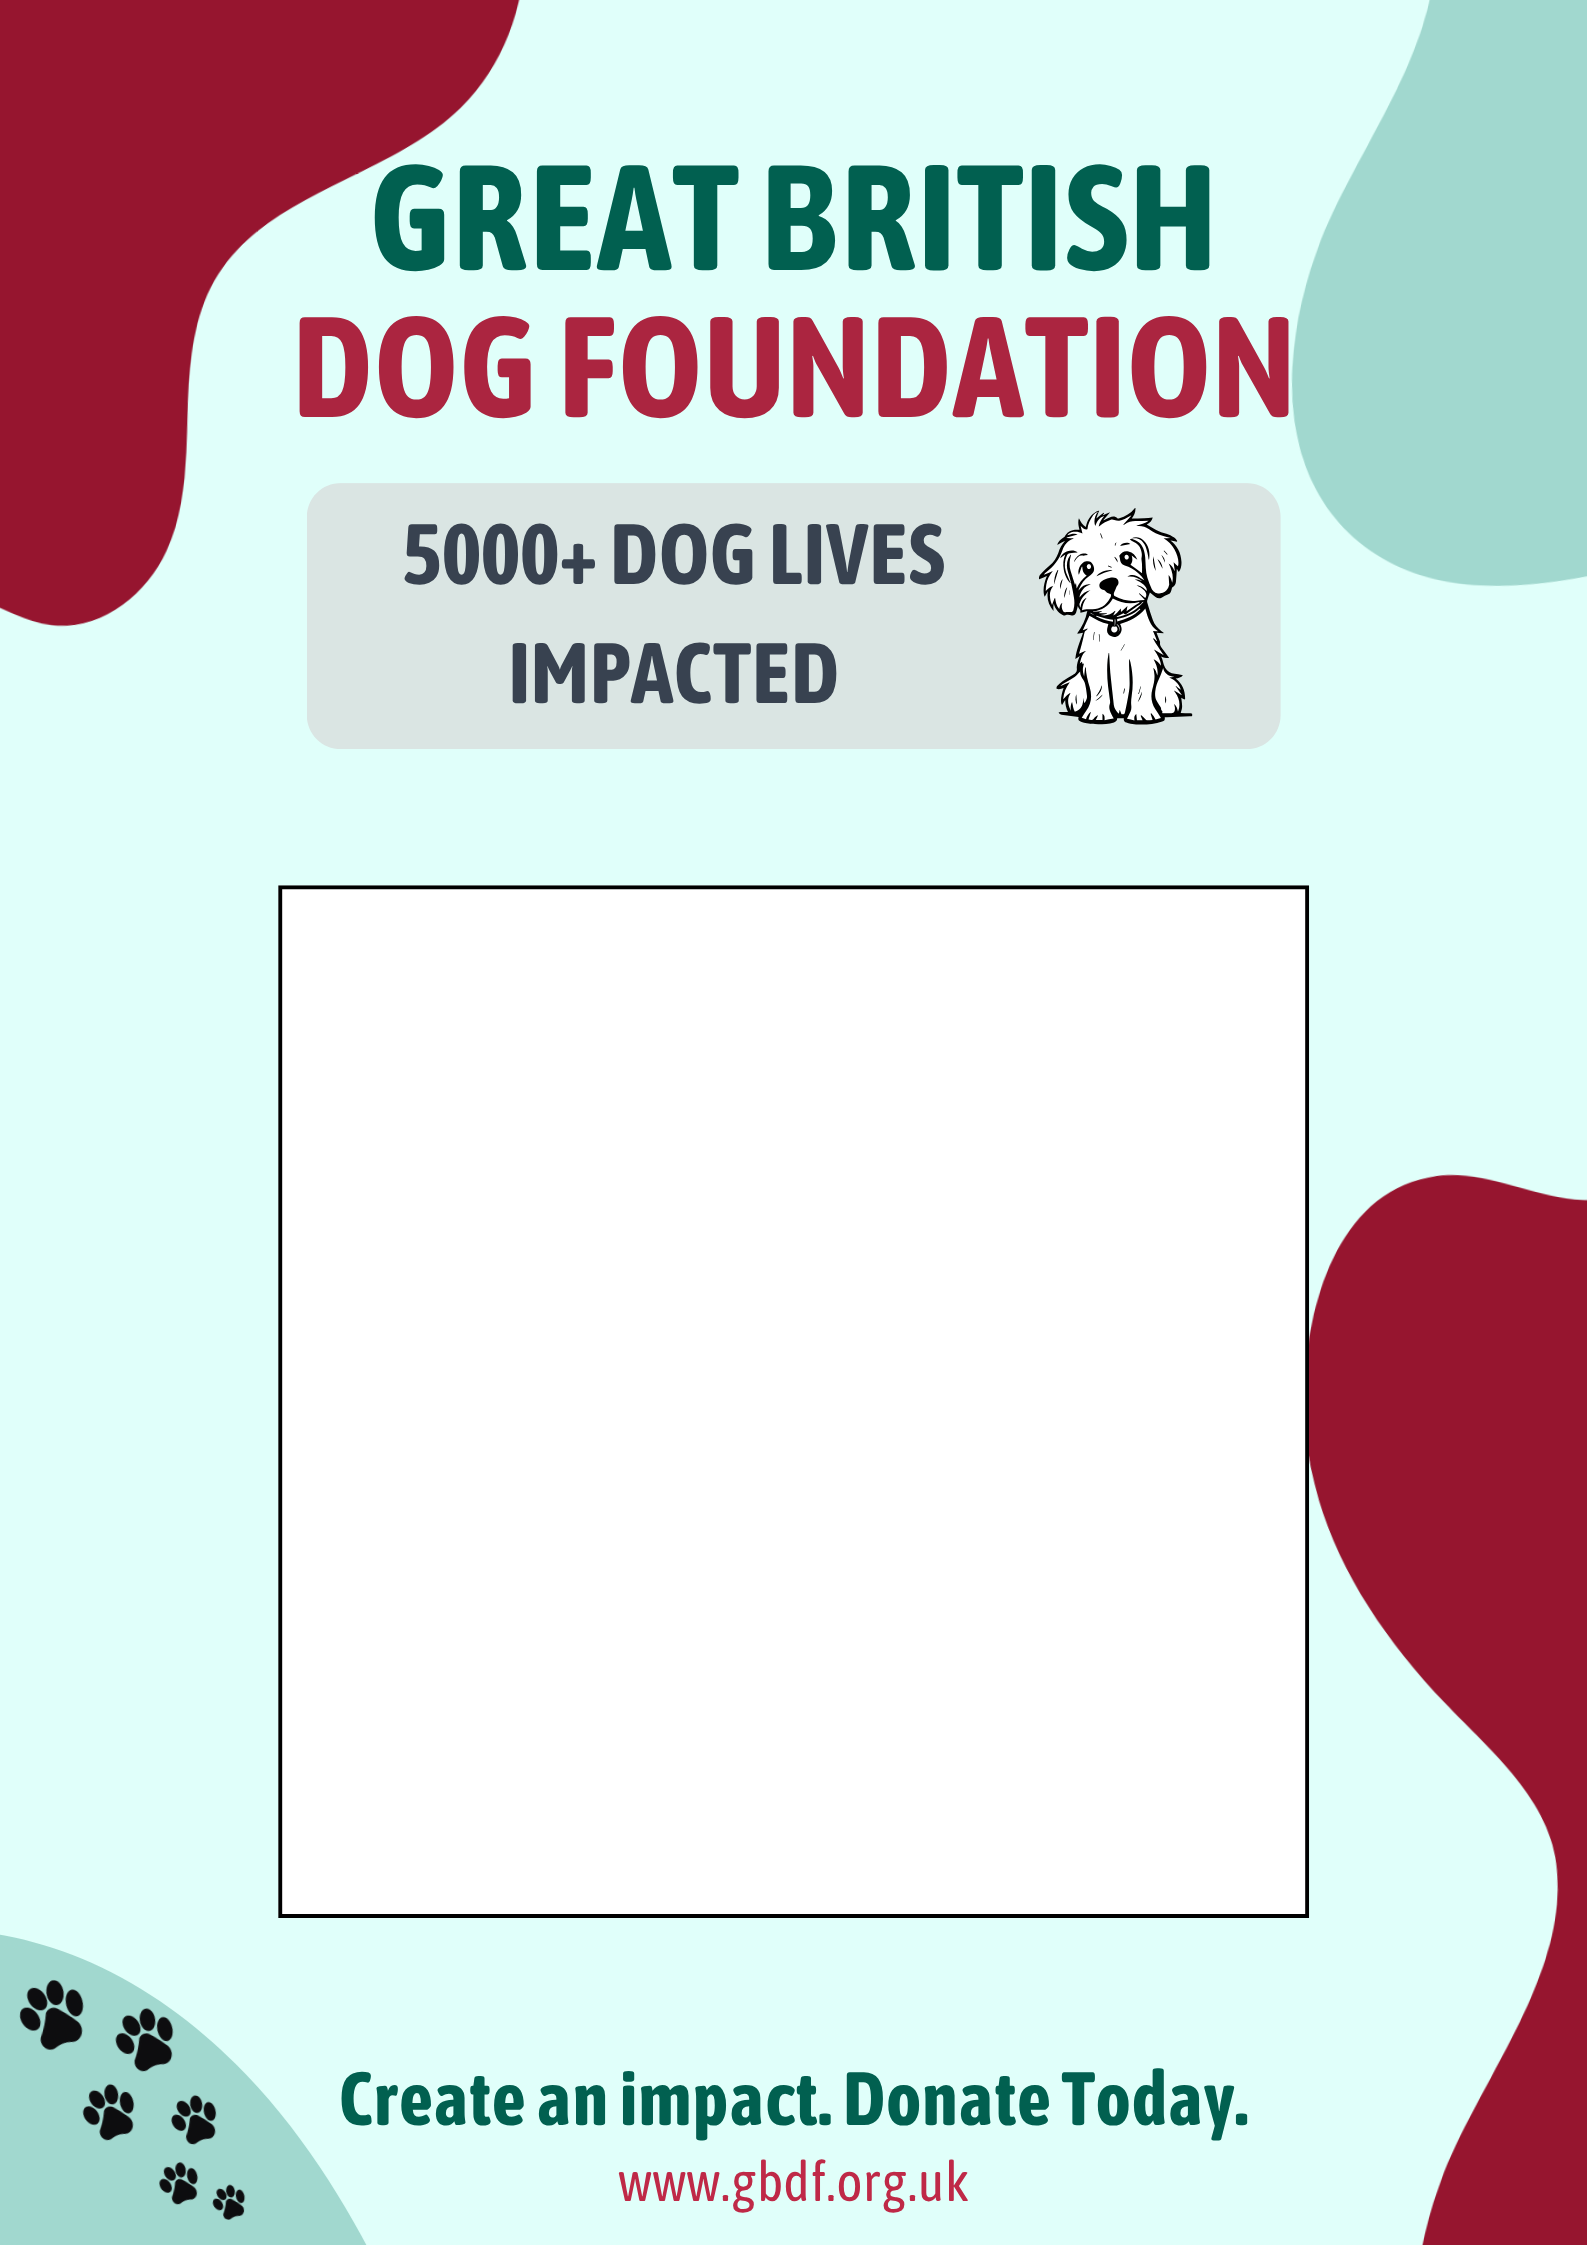 GREAT BRITISH
DOG FOUNDATION
5000+ DOG LIVES
IMPACTED
Create an impact. Donate Today.
www.gbdf.org.uk